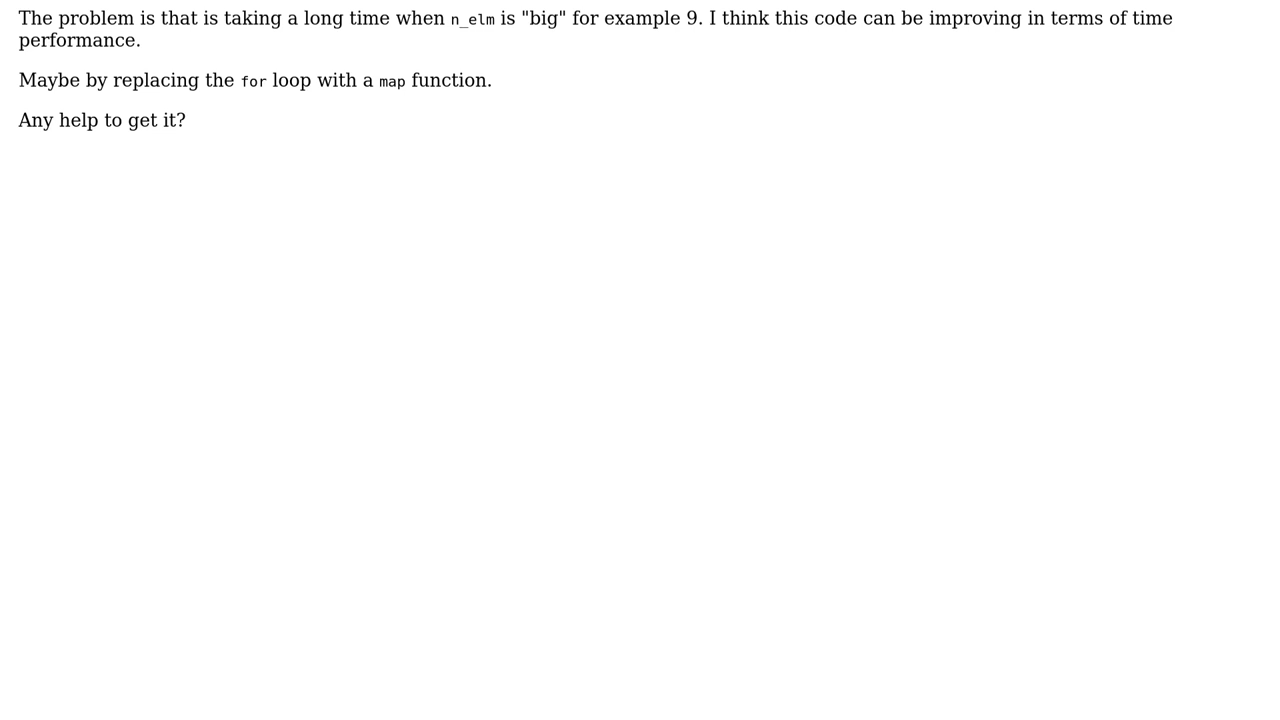 The problem is that is taking a long time when n_elm is "big" for example 9. I think this code can be improving in terms of time
performance.
Maybe by replacing the for loop with a map function.
Any help to get it?